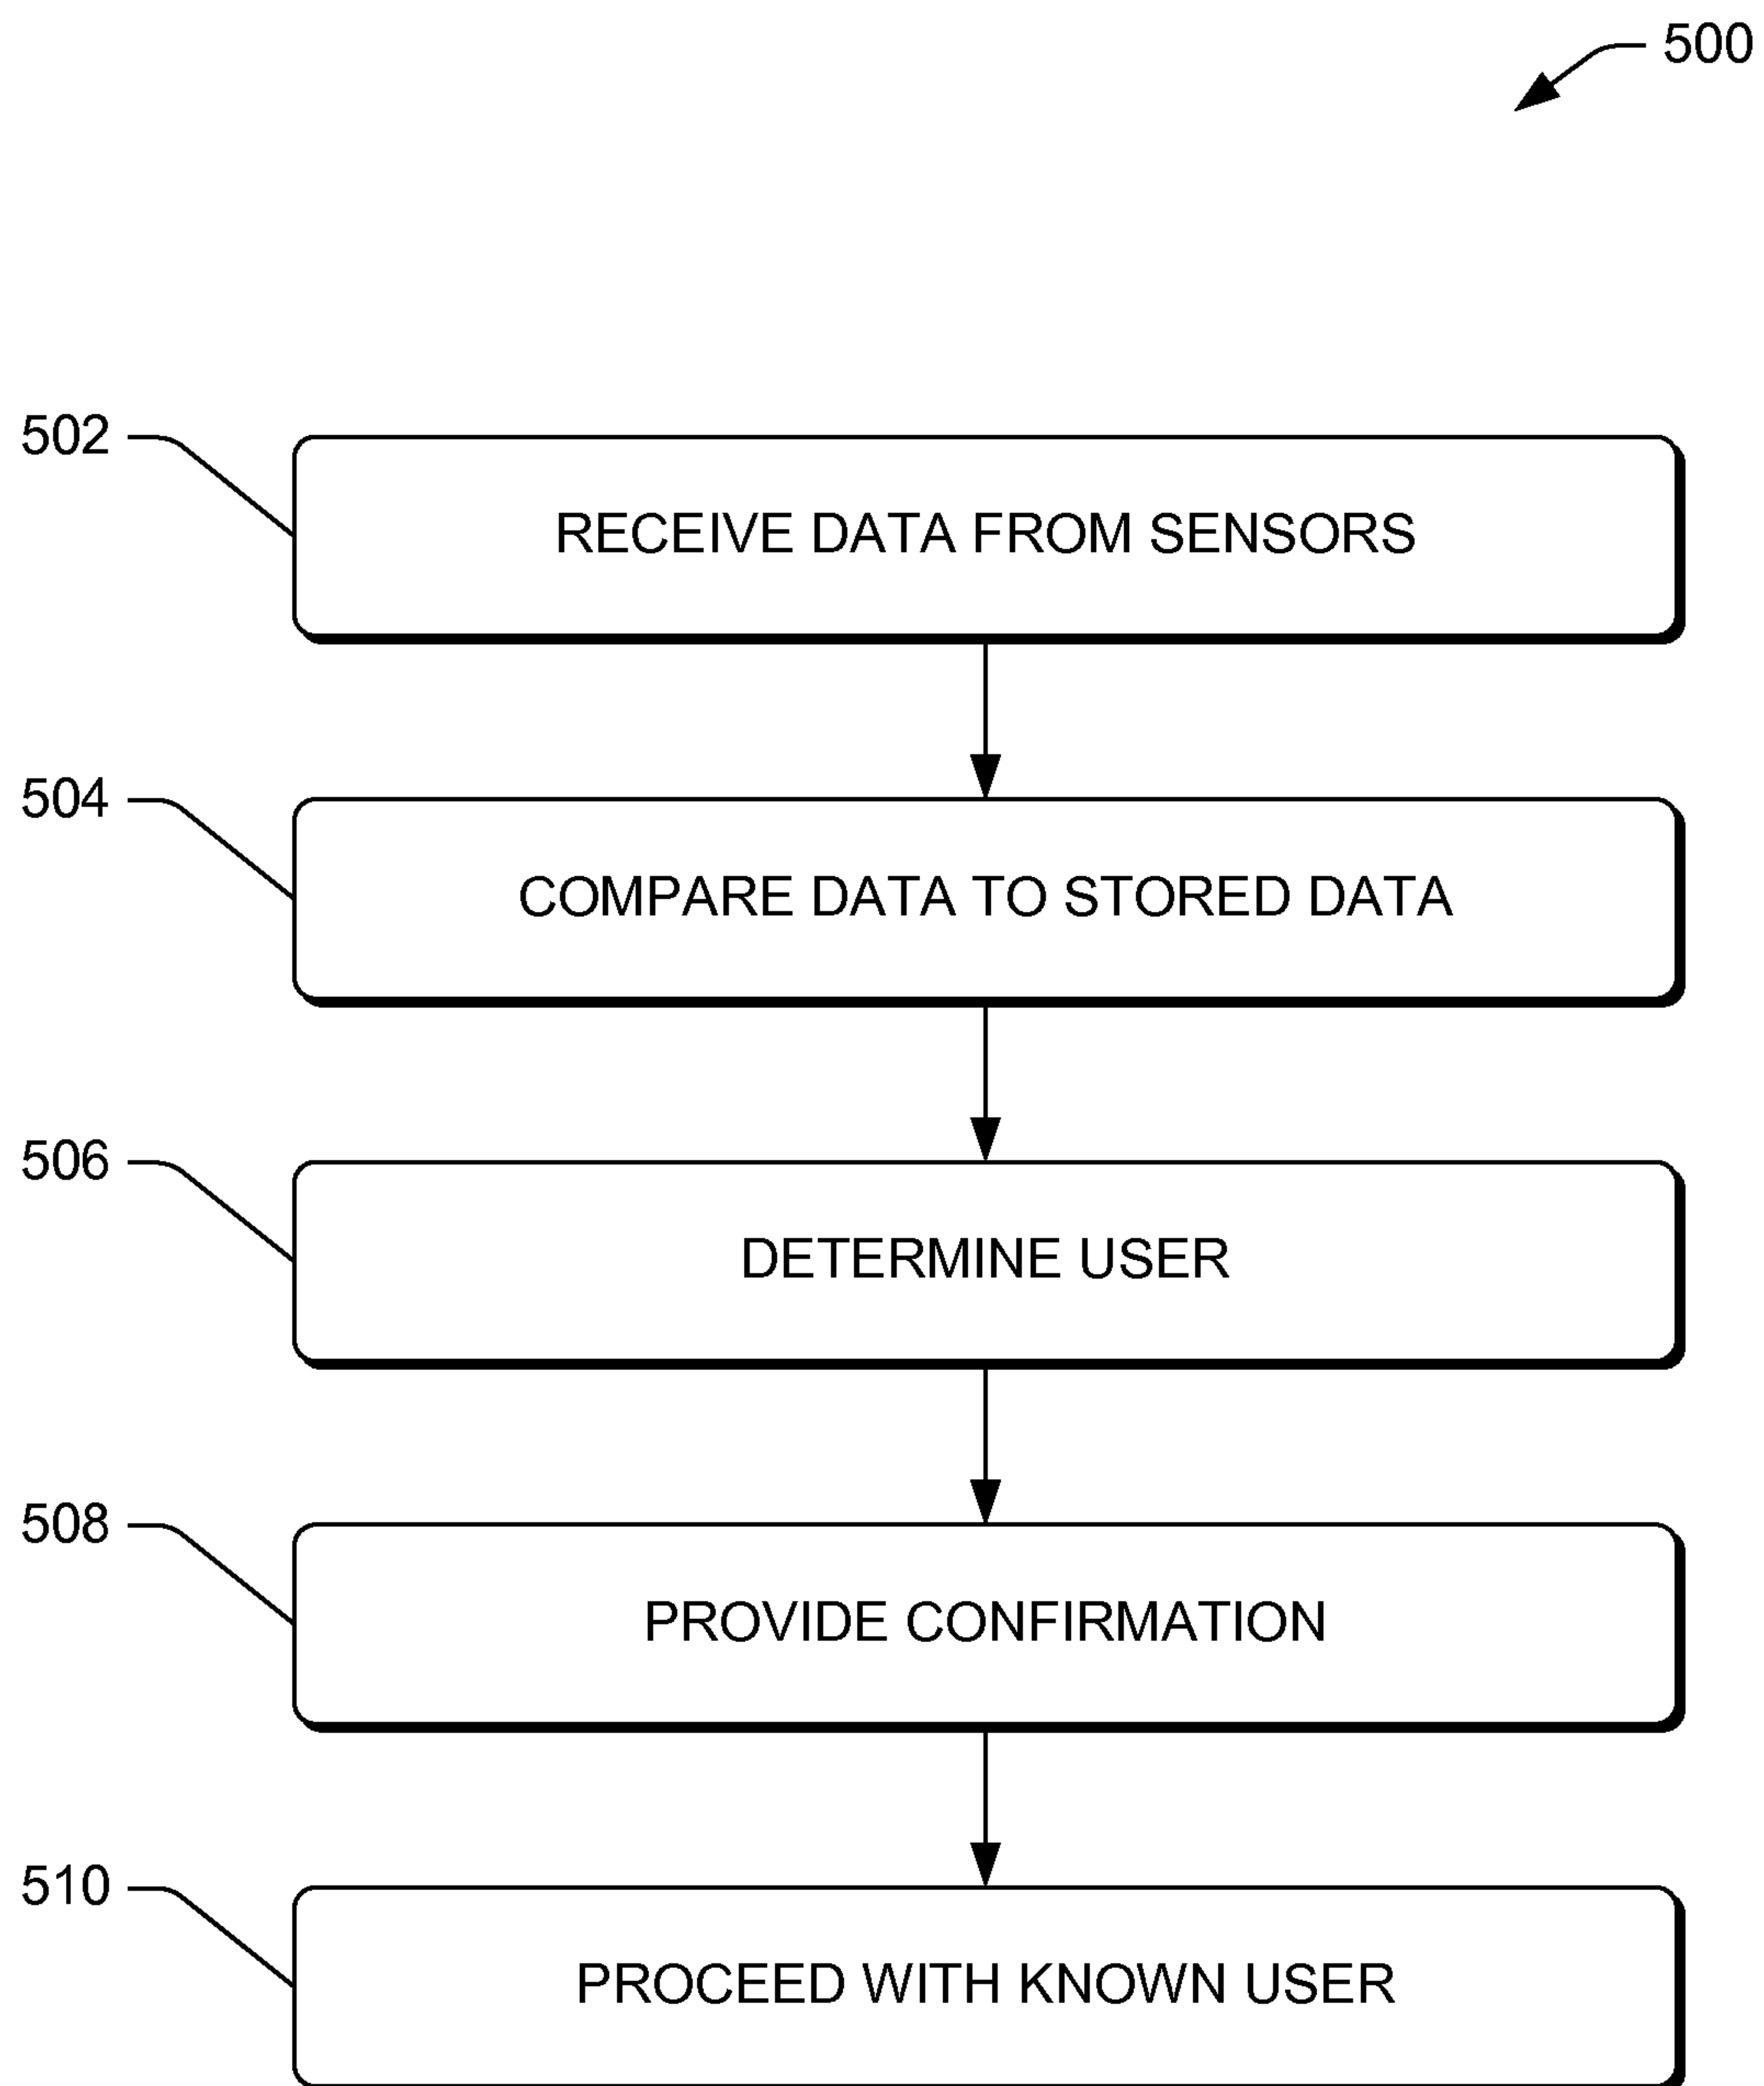 500
502
RECEIVE DATA FROM SENSORS
504
COMPARE DATA TO STORED DATA
506
DETERMINE USER
508
PROVIDE CONFIRMATION
510
PROCEED WITH KNOWN USER